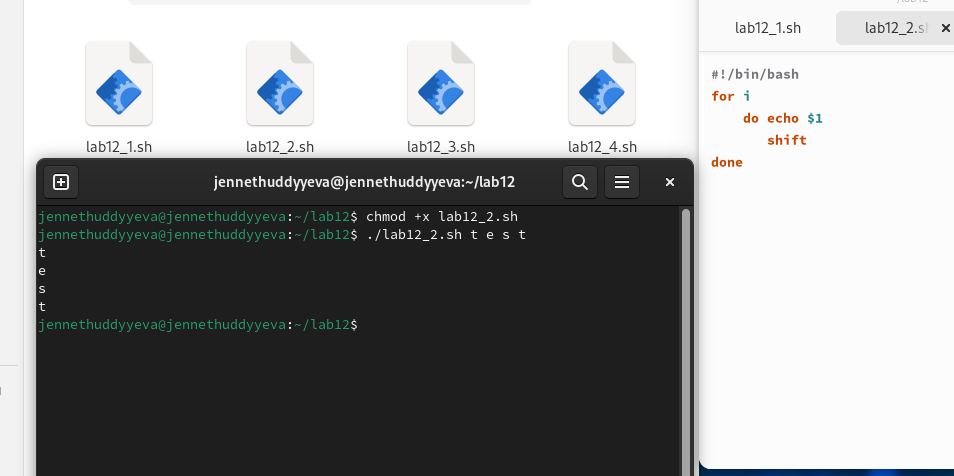 /lab12
lab12_1.sh
lab12_2.sh
#!/bin/bash
for i
    do echo $1
       shift
done
lab12_1.sh
lab12_2.sh
lab12_3.sh
lab12_4.sh
jennethuddyyeva@jennethuddyyeva:~/lab12
jennethuddyyeva@jennethuddyyeva:~/lab12$ chmod +x lab12_2.sh
jennethuddyyeva@jennethuddyyeva:~/lab12$ ./lab12_2.sh t e s t
t
e
s
t
jennethuddyyeva@jennethuddyyeva:~/lab12$